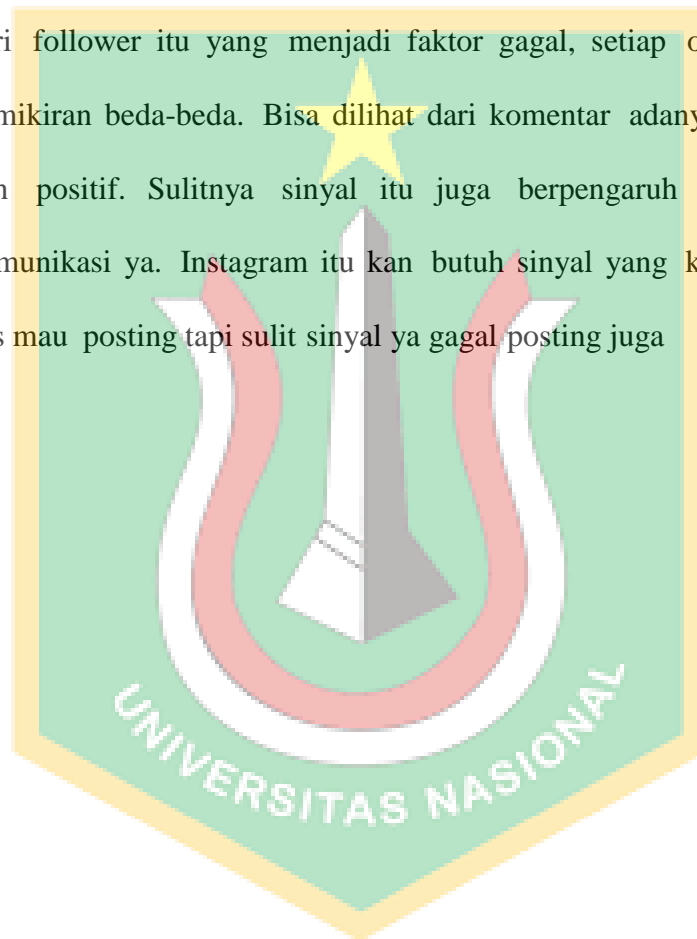 ri follower itu yang menjadi faktor gagal, setiap o
mikiran beda-beda. Bisa dilihat dari komentar adany
n positif. Sulitnya sinyal itu juga berpengaruh
munikasi ya. Instagram itu kan butuh sinyal yang k
s mau posting tapi sulit sinyal ya gagal posting juga
UNIVERSITAS NASIONAL